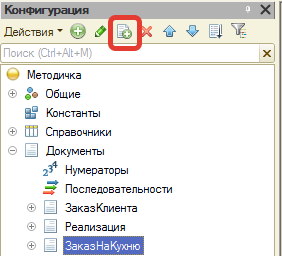 Конфигурация
Действия
Поиск (Ctrl+Alt+M)
Методичка
Общие
Константы
Справочники
Документы
Нумераторы
Последовательности
ЗаказКлиента
Реализация
ЗаказНаКухню